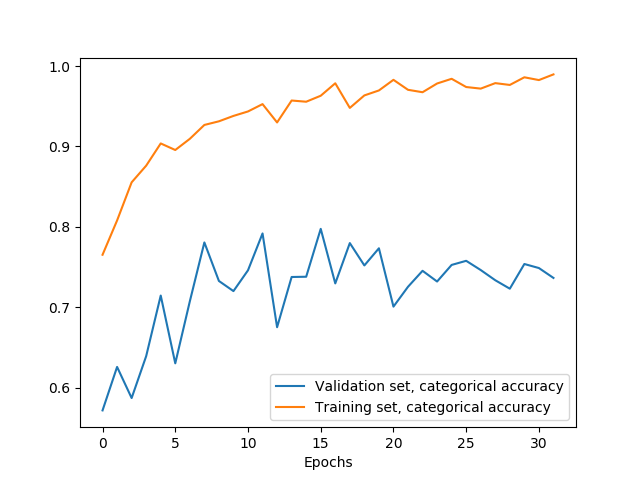 1.0
0.9
0.8
0.7
0.6
Validation set, categorical accuracy
Training set, categorical accuracy
0 5 10 15 20 25 30
Epochs